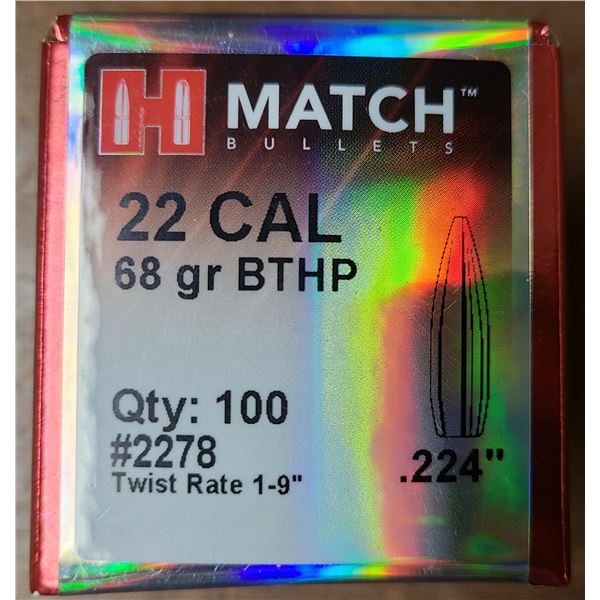 H MATCH™
BULLETS
22 CAL
68 gr BTHP
Qty: 100
#2278
Twist Rate 1-9"
.224"